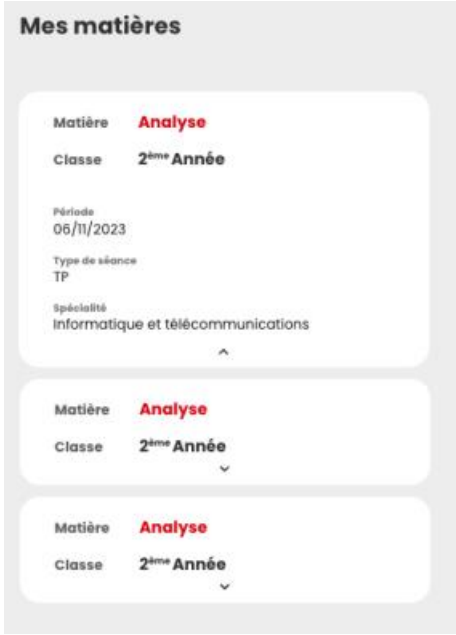 Mes matières
Matière Analyse
Classe 2ème Année
Période
06/11/2023
Type de séance
TP
Spécialité
Informatique et télécommunications
Matière Analyse
Classe 2ème Année
Matière Analyse
Classe 2ème Année